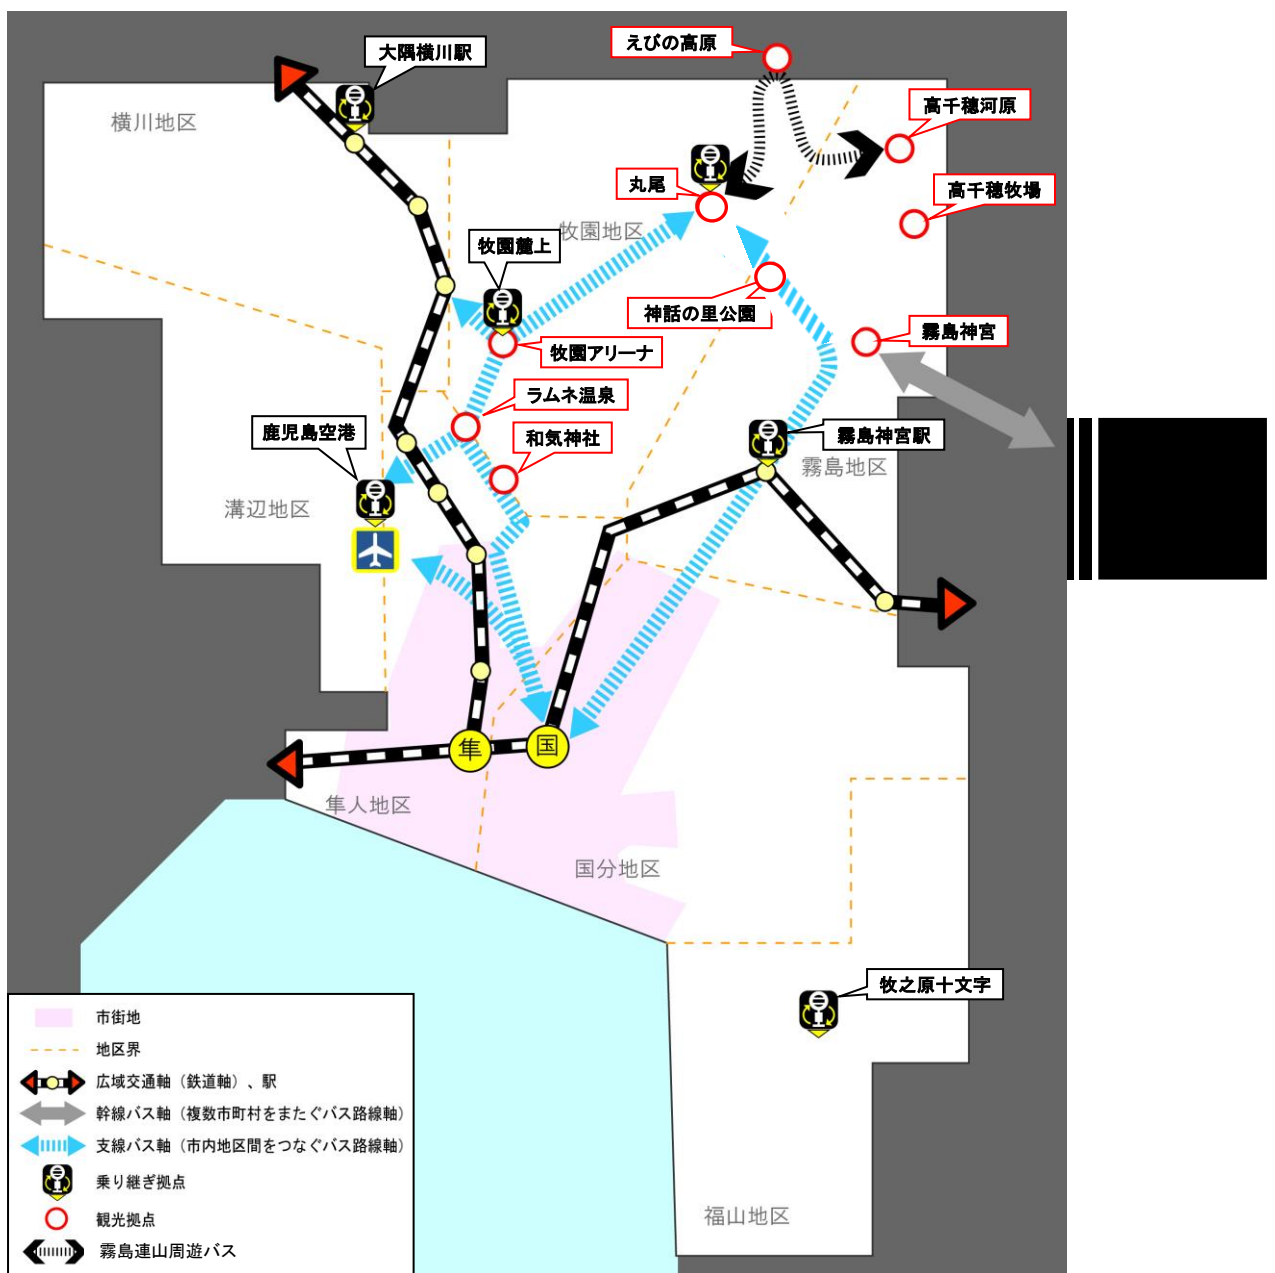 えびの高原
大隅横川駅
高千穂河原
横川地区
丸尾
高千穂牧場
牧園地区
牧園麓上
神話の里公園
霧島神宮
牧園アリーナ
ラムネ温泉
鹿児島空港
和気神社
霧島神宮駅
霧島地区
溝辺地区
隼
国
隼人地区
国分地区
牧之原十文字
福山地区
市街地
地区界
広域交通軸（鉄道軸）、駅
幹線バス軸（複数市町村をまたぐバス路線軸）
支線バス軸（市内地区間をつなぐバス路線軸）
乗り継ぎ拠点
観光拠点
霧島連山周遊バス